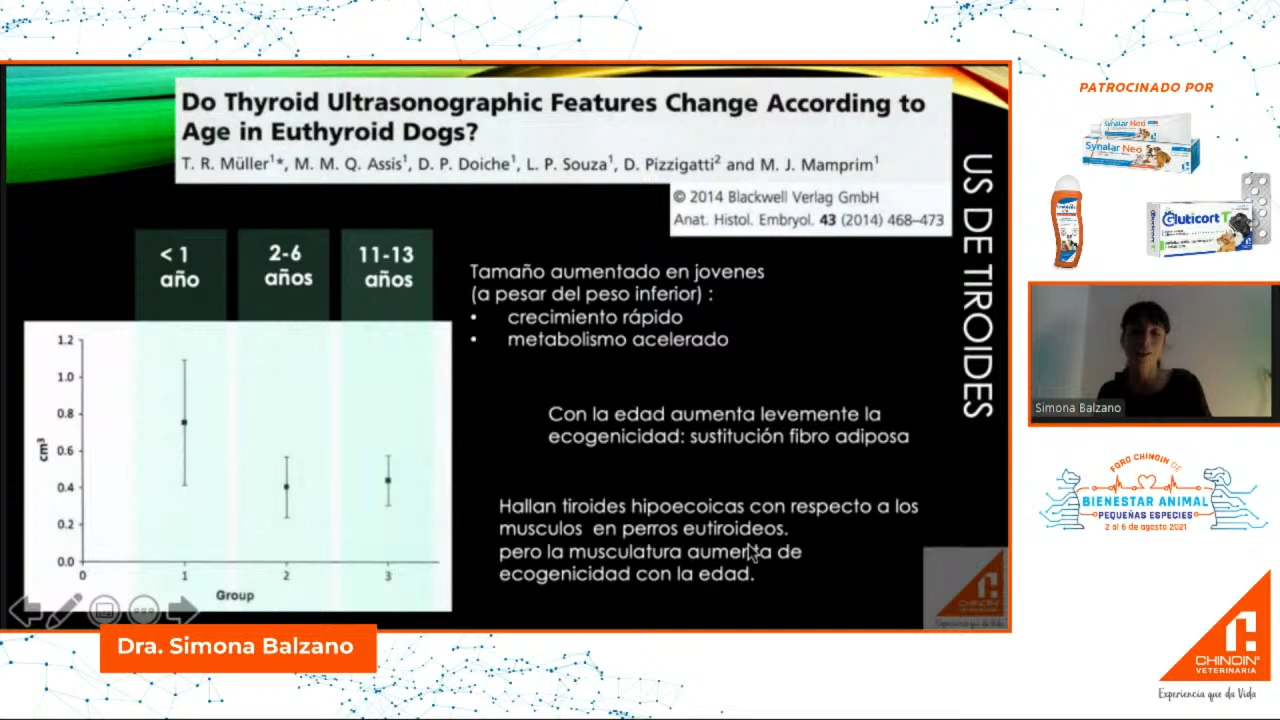 Do Thyroid Ultrasonographic Features Change According to
Age in Euthyroid Dogs?
T. R. Müller¹*, M. M. Q. Assis¹, D. P. Doiche¹, L. P. Souza¹, D. Pizzigatti² and M. J. Mamprim¹
© 2014 Blackwell Verlag GmbH
Anat. Histol. Embryol. 43 (2014) 468–473
US DE TIROIDES
< 1
año
2-6
años
11-13
años
1.2
1.0
0.8
0.6
0.4
0.2
0.0
cm³
0
1
2
3
Group
Tamaño aumentado en jovenes
(a pesar del peso inferior) :
• crecimiento rápido
• metabolismo acelerado
Con la edad aumenta levemente la
ecogenicidad: sustitución fibro adiposa
Hallan tiroides hipoecoicas con respecto a los
musculos en perros eutiroideos.
pero la musculatura aumenta de
ecogenicidad con la edad.
Dra. Simona Balzano
PATROCINADO POR
Synalar Neo
Synalar Neo
Gluticort
Simona Balzano
FORO CHINOIN DE
BIENESTAR ANIMAL
PEQUEÑAS ESPECIES
2 al 6 de agosto 2021
CHINOIN®
VETERINARIA
Experiencia que da Vida